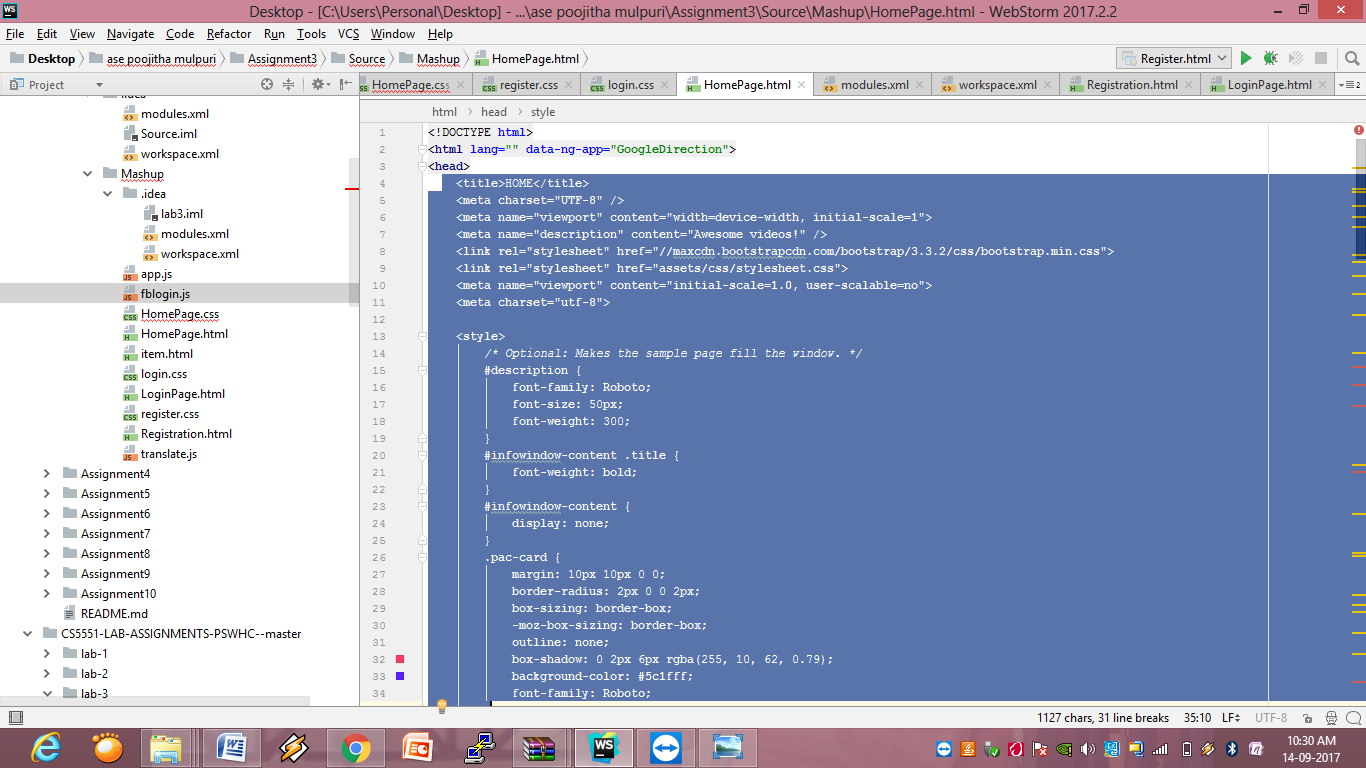 WS
Desktop - [C:\Users\Personal\Desktop] - ...\ase poojitha mulpuri\Assignment3\Source\Mashup\HomePage.html - WebStorm 2017.2.2
File Edit View Navigate Code Refactor Run Tools VCS Window Help
Desktop ase poojitha mulpuri Assignment3 Source Mashup HomePage.html Register.html
Project
HomePage.css register.css login.css HomePage.html modules.xml workspace.xml Registration.html LoginPage.html
html head style
.idea
modules.xml
Source.iml
workspace.xml
Mashup
.idea
lab3.iml
modules.xml
workspace.xml
app.js
fblogin.js
HomePage.css
HomePage.html
item.html
login.css
LoginPage.html
register.css
Registration.html
translate.js
Assignment4
Assignment5
Assignment6
Assignment7
Assignment8
Assignment9
Assignment10
README.md
CS5551-LAB-ASSIGNMENTS-PSWHC--master
lab-1
lab-2
lab-3
1 <!DOCTYPE html>
2 <html lang="" data-ng-app="GoogleDirection">
3 <head>
4 <title>HOME</title>
5 <meta charset="UTF-8" />
6 <meta name="viewport" content="width=device-width, initial-scale=1">
7 <meta name="description" content="Awesome videos!" />
8 <link rel="stylesheet" href="//maxcdn.bootstrapcdn.com/bootstrap/3.3.2/css/bootstrap.min.css">
9 <link rel="stylesheet" href="assets/css/stylesheet.css">
10 <meta name="viewport" content="initial-scale=1.0, user-scalable=no">
11 <meta charset="utf-8">
12
13 <style>
14 /* Optional: Makes the sample page fill the window. */
15 #description {
16 font-family: Roboto;
17 font-size: 50px;
18 font-weight: 300;
19 }
20 #infowindow-content .title {
21 font-weight: bold;
22 }
23 #infowindow-content {
24 display: none;
25 }
26 .pac-card {
27 margin: 10px 10px 0 0;
28 border-radius: 2px 0 0 2px;
29 box-sizing: border-box;
30 -moz-box-sizing: border-box;
31 outline: none;
32 box-shadow: 0 2px 6px rgba(255, 10, 62, 0.79);
33 background-color: #5c1fff;
34 font-family: Roboto;
1127 chars, 31 line breaks 35:10 LF UTF-8
10:30 AM
14-09-2017